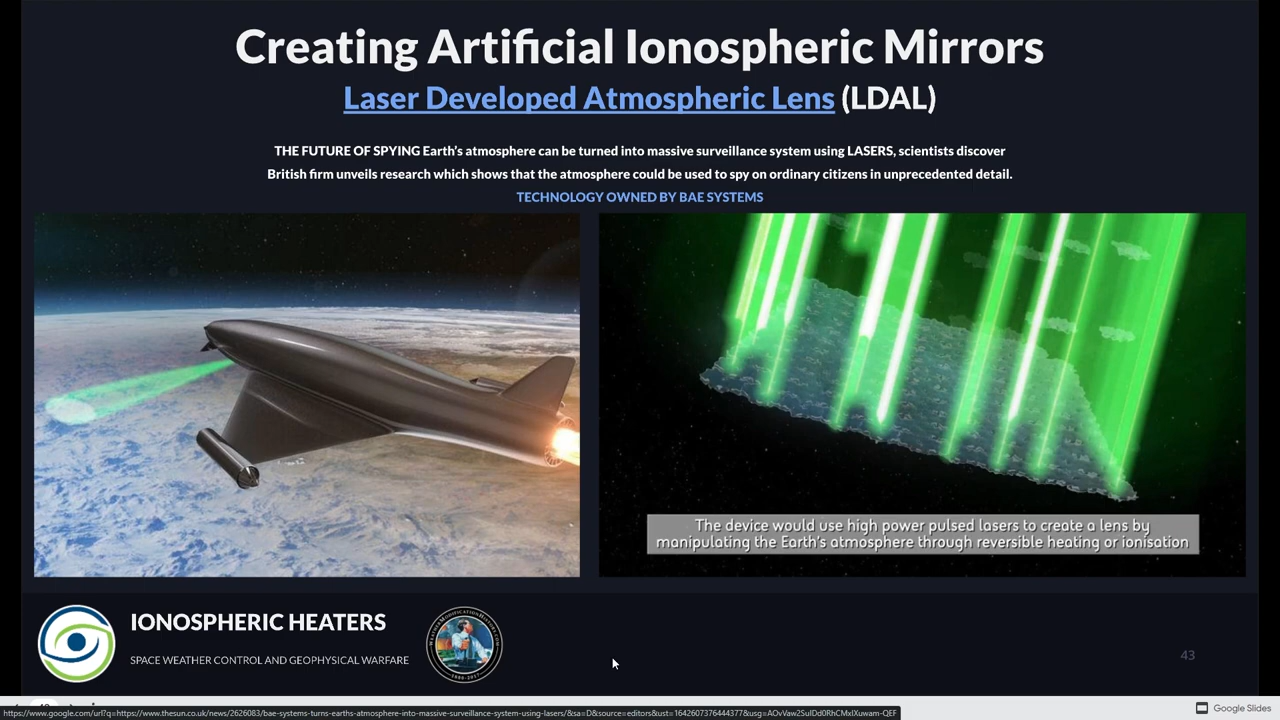 Creating Artificial Ionospheric Mirrors
Laser Developed Atmospheric Lens (LDAL)
THE FUTURE OF SPYING Earth's atmosphere can be turned into massive surveillance system using LASERS, scientists discover
British firm unveils research which shows that the atmosphere could be used to spy on ordinary citizens in unprecedented detail.
TECHNOLOGY OWNED BY BAE SYSTEMS
The device would use high power pulsed lasers to create a lens by
manipulating the Earth's atmosphere through reversible heating or ionisation
IONOSPHERIC HEATERS
SPACE WEATHER CONTROL AND GEOPHYSICAL WARFARE
WEATHERMODIFICATIONHISTORY.COM
43
Google Slides